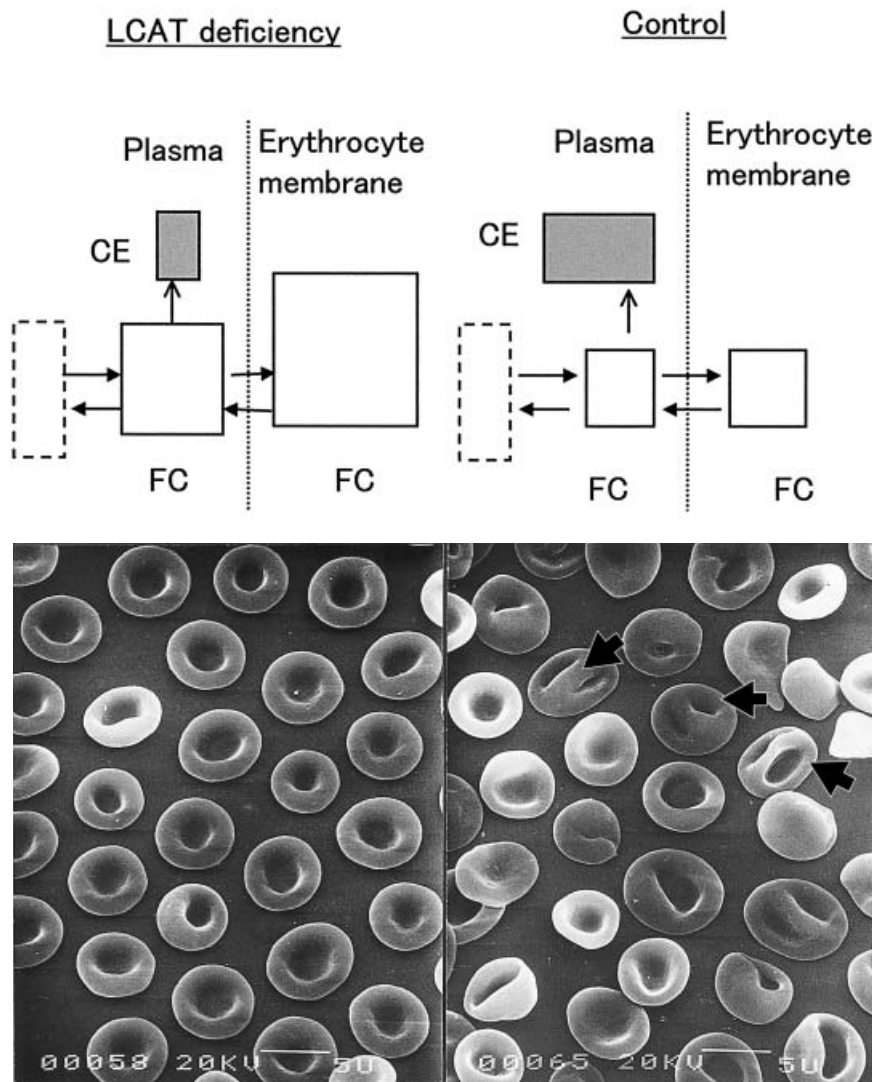 LCAT deficiency
Control
Plasma
Erythrocyte
membrane
CE
FC
FC
Plasma
Erythrocyte
membrane
CE
FC
FC
00058 20KV 5U
00065 20KV 5U